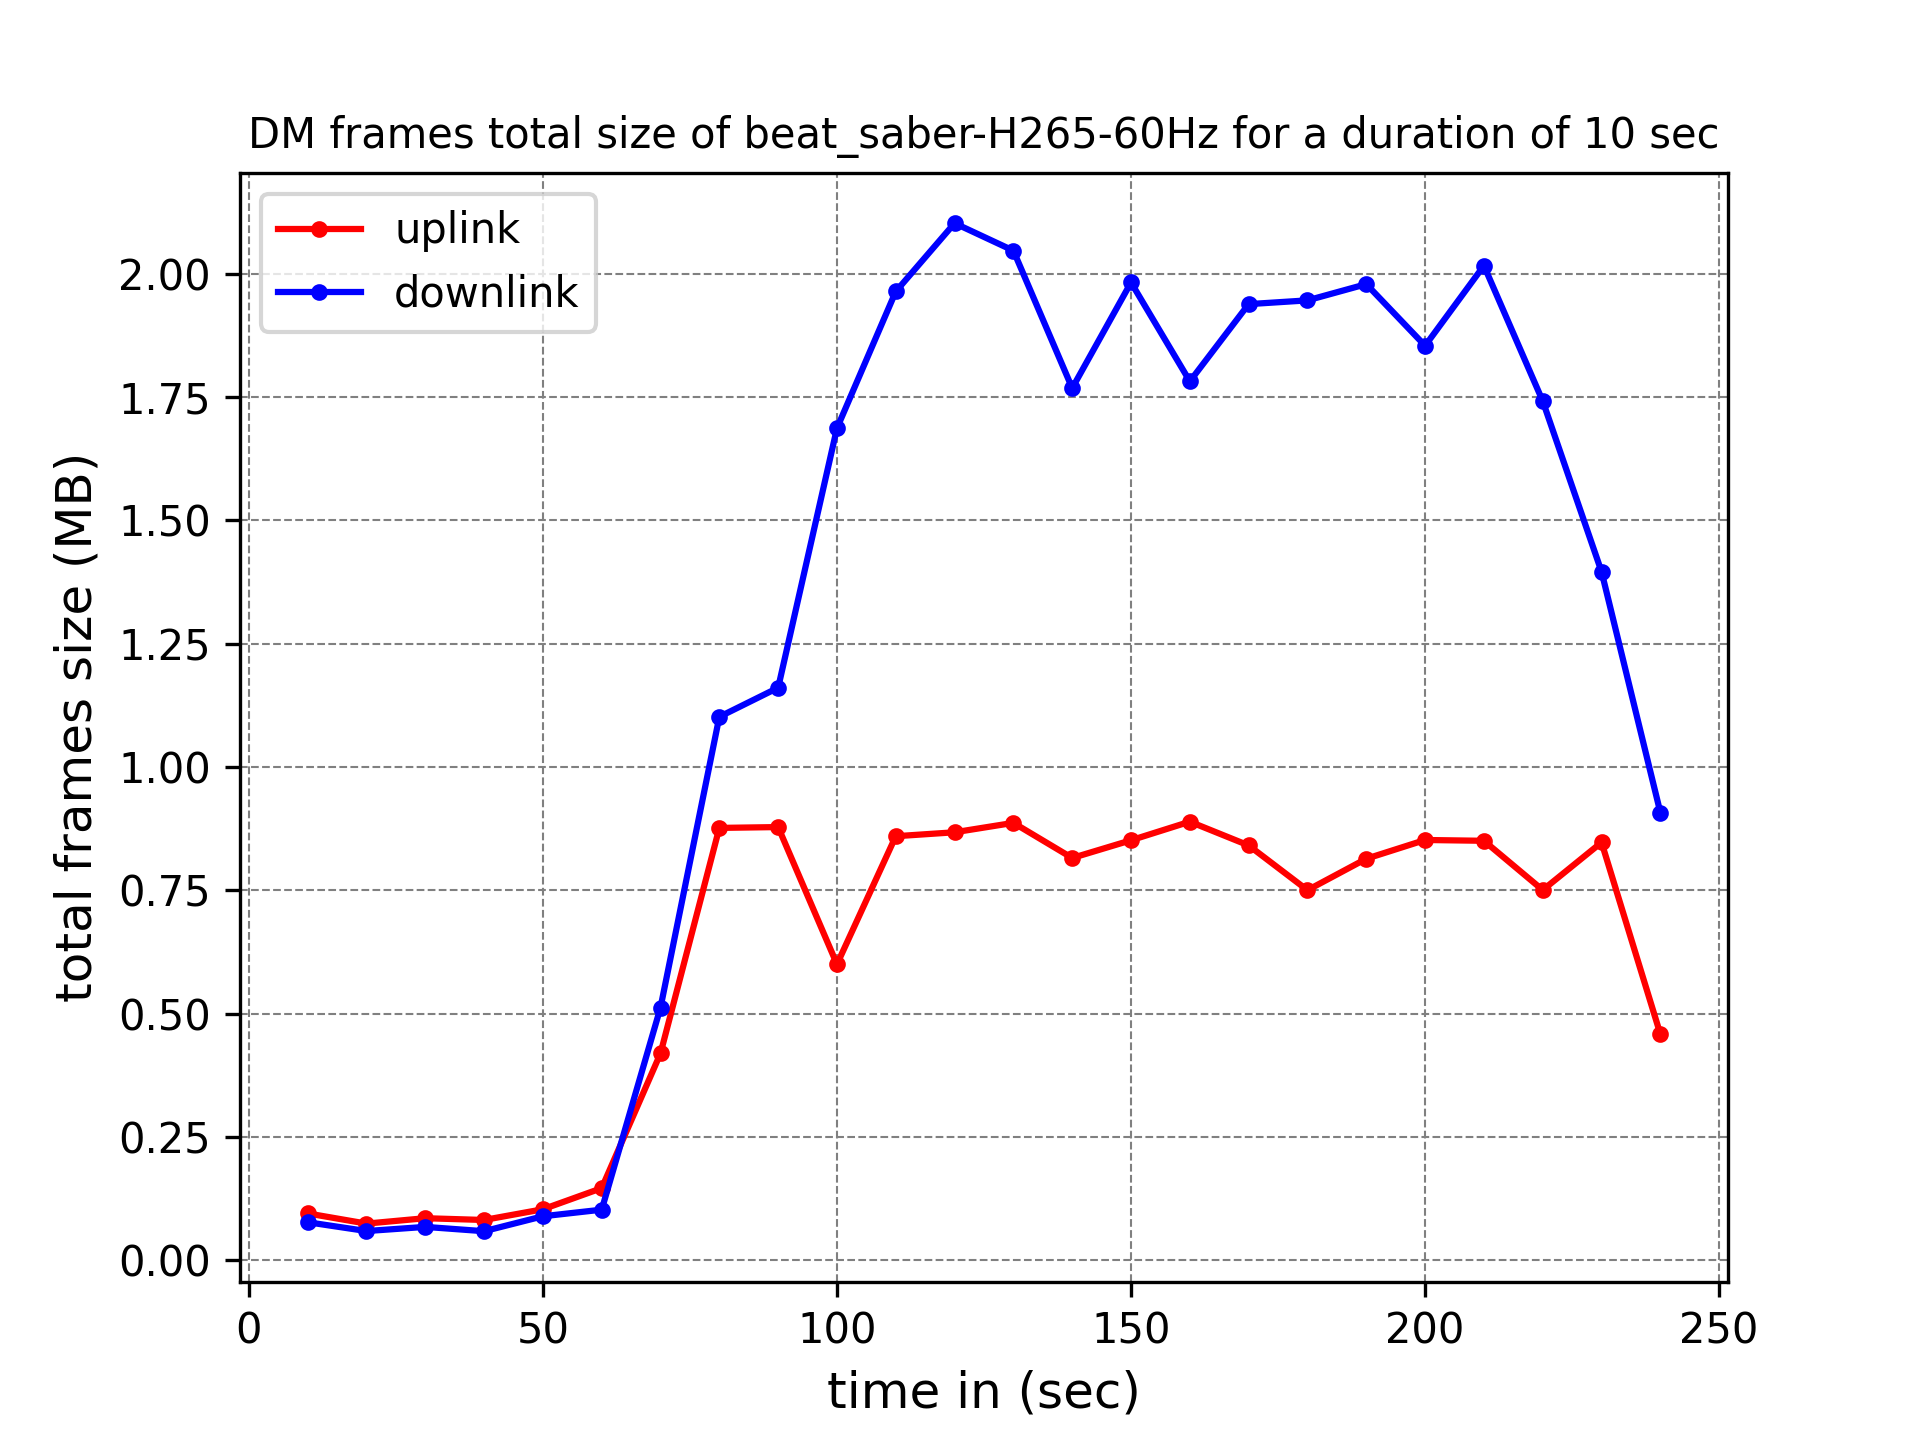 DM frames total size of beat_saber-H265-60Hz for a duration of 10 sec
uplink
downlink
2.00
1.75
1.50
1.25
1.00
0.75
0.50
0.25
0.00
total frames size (MB)
0 50 100 150 200 250
time in (sec)